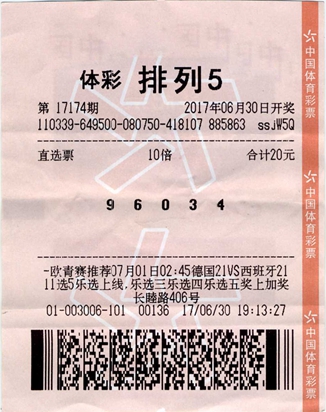 体彩 排列5
第 17174期 2017年06月30日开奖
110339-649500-080750-418107 885863 ssJW5Q
直选票 10倍 合计20元
9 6 0 3 4
-欧青赛推荐07月01日02:45德国21VS西班牙21
11选5乐选上线,乐选三乐选四乐选五奖上加奖
长睦路406号
01-003006-101 00136 17/06/30 19:13:27
中国体育彩票
中国体育彩票
中国体育彩票